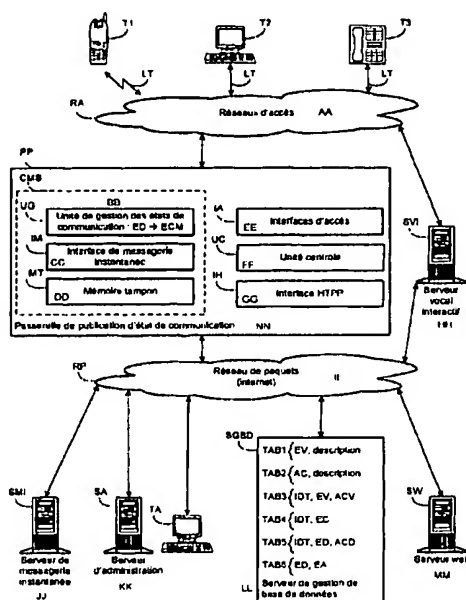 T1
T2
T3
LT
LT
LT
RA
Réseaux d'accès AA
PP
CMS
BB
UG
Unité de gestion des états de
communication : ED → ECM
IM
Interface de messagerie
instantanée
CC
MT
Mémoire tampon
DD
IA
Interfaces d'accès
EE
UC
Unité centrale
FF
IH
Interface HTPP
GG
Passerelle de publication d'état de communication NN
SVI
Serveur
vocal
interactif
HH
RP
Réseau de paquets
(internet)
II
SMI
Serveur de
messagerie
instantanée
JJ
SA
Serveur
d'administration
KK
TA
SGBD
TAB1 { EV, description
TAB2 { AC, description
TAB3 { IDT, EV, ACV
TAB4 { IDT, EC
TAB5 { IDT, ED, ACD
{ ED, EA
Serveur de gestion de
base de données
LL
SW
Serveur web
MM